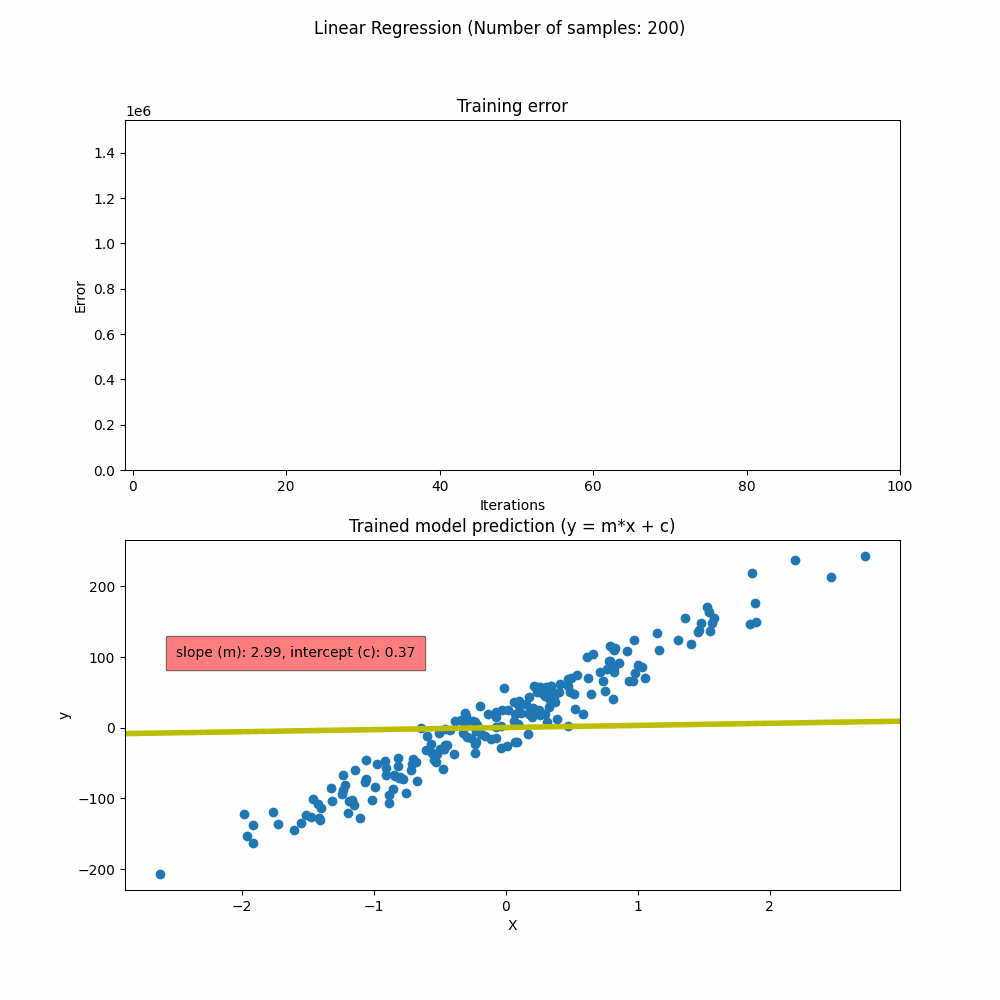 Linear Regression (Number of samples: 200)
Training error
1e6
1.4
1.2
1.0
0.8
0.6
0.4
0.2
0.0
Error
0 20 40 60 80 100
Iterations
Trained model prediction (y = m*x + c)
200
100
0
−100
−200
y
slope (m): 2.99, intercept (c): 0.37
−2 −1 0 1 2
X